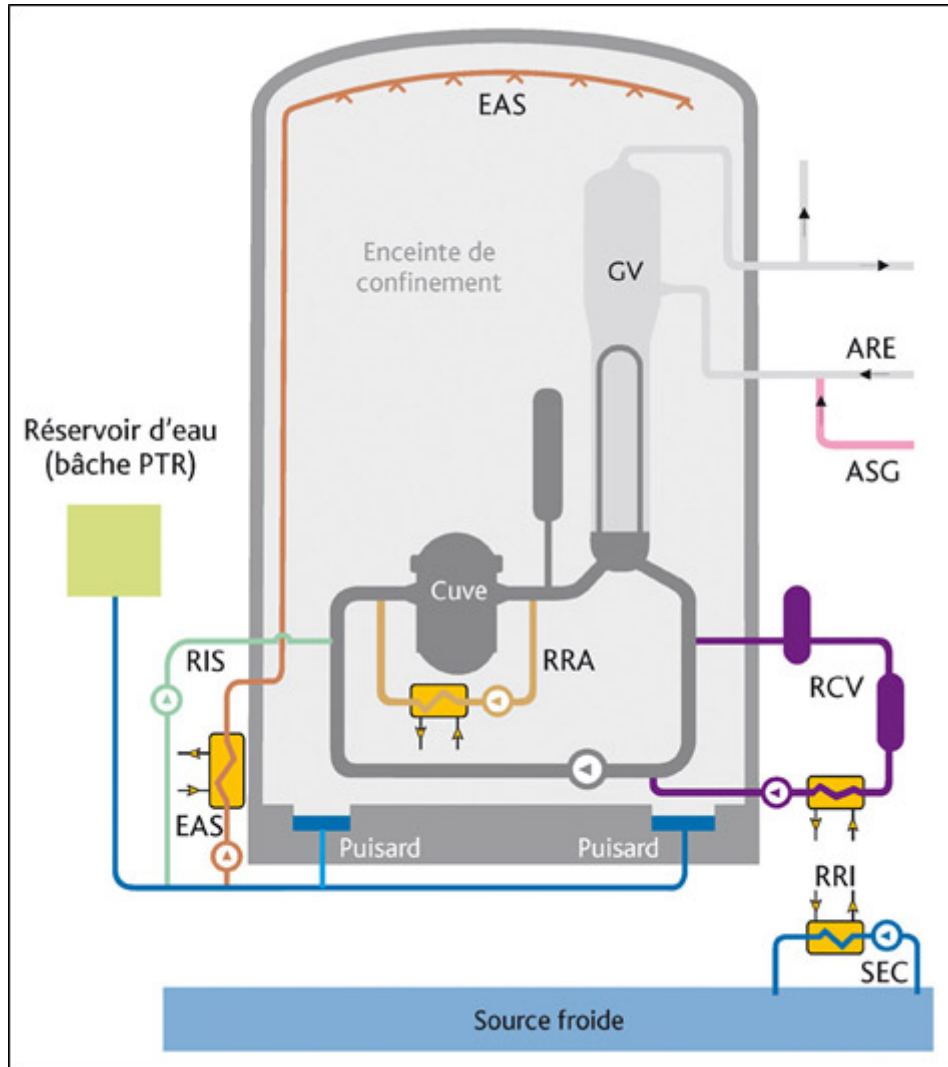 EAS
Enceinte de
confinement
GV
ARE
Réservoir d'eau
(bâche PTR)
ASG
Cuve
RIS
RRA
RCV
EAS
Puisard
Puisard
RRI
SEC
Source froide